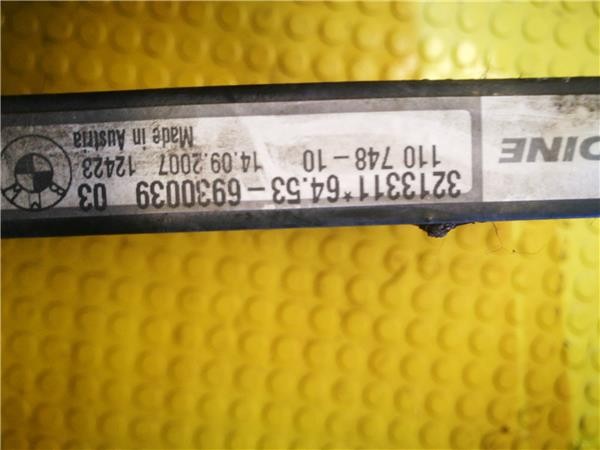 3213311*64.53-6930039 03
110 748-10 14.09.2007 12423
Made in Austria
DINE